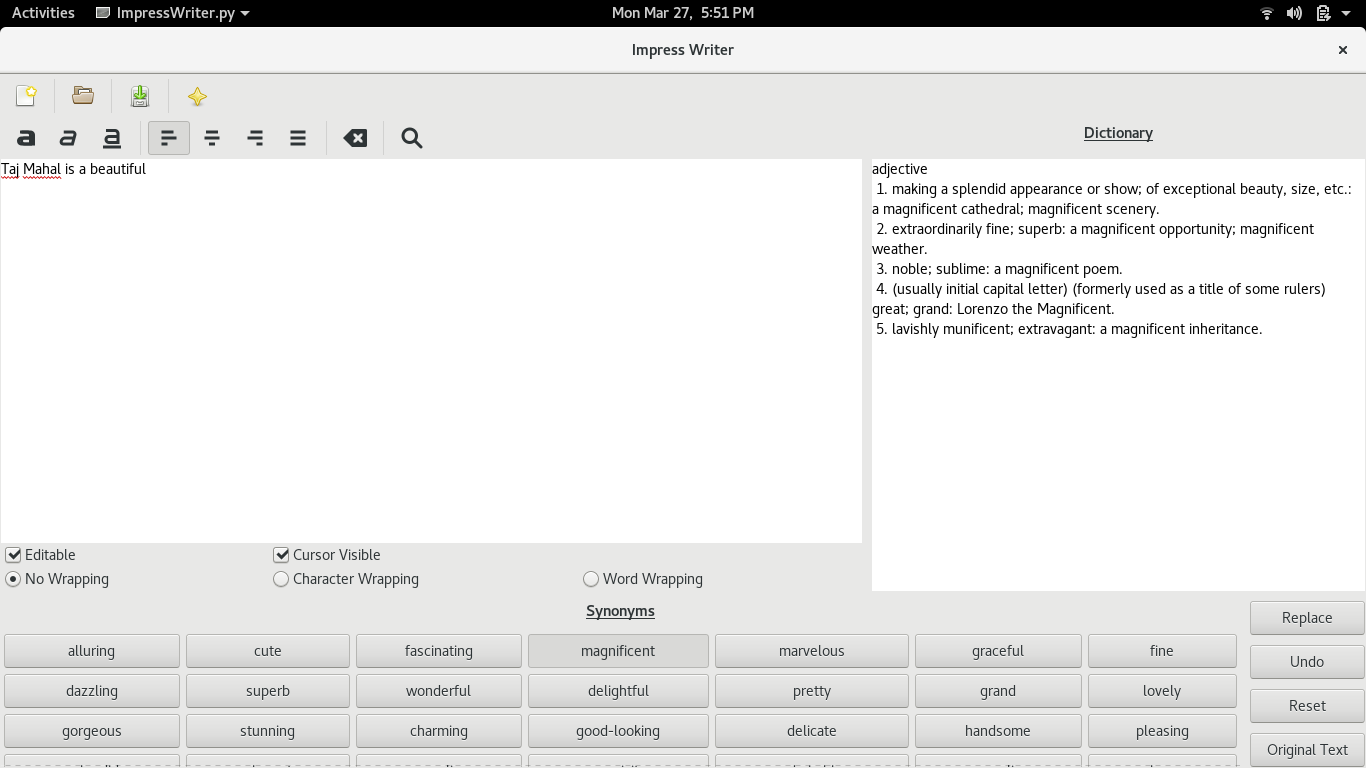 Activities ImpressWriter.py Mon Mar 27, 5:51 PM
Impress Writer
a a a Dictionary
Taj Mahal is a beautiful
adjective
1. making a splendid appearance or show; of exceptional beauty, size, etc.:
a magnificent cathedral; magnificent scenery.
2. extraordinarily fine; superb: a magnificent opportunity; magnificent
weather.
3. noble; sublime: a magnificent poem.
4. (usually initial capital letter) (formerly used as a title of some rulers)
great; grand: Lorenzo the Magnificent.
5. lavishly munificent; extravagant: a magnificent inheritance.
Editable Cursor Visible
No Wrapping Character Wrapping Word Wrapping
Synonyms
alluring cute fascinating magnificent marvelous graceful fine
dazzling superb wonderful delightful pretty grand lovely
gorgeous stunning charming good-looking delicate handsome pleasing
Replace
Undo
Reset
Original Text